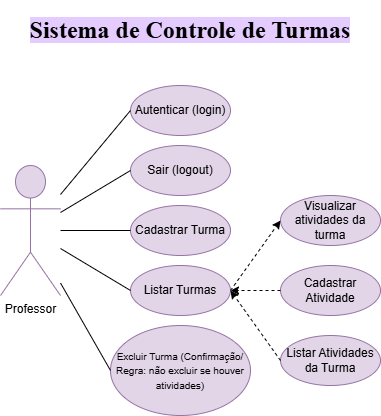 Sistema de Controle de Turmas
Autenticar (login)
Sair (logout)
Cadastrar Turma
Listar Turmas
Excluir Turma (Confirmação/
Regra: não excluir se houver
atividades)
Professor
Visualizar
atividades da
turma
Cadastrar
Atividade
Listar Atividades
da Turma